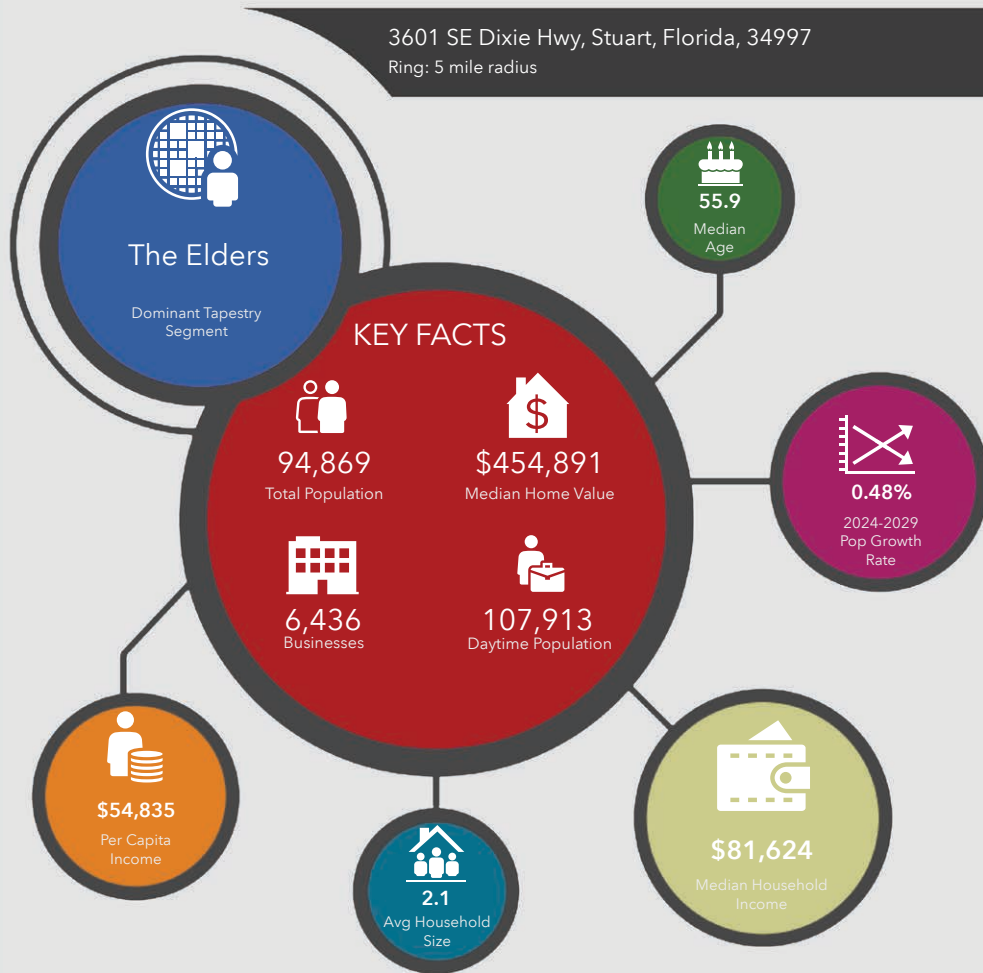 3601 SE Dixie Hwy, Stuart, Florida, 34997
Ring: 5 mile radius
The Elders
Dominant Tapestry
Segment
55.9
Median
Age
KEY FACTS
94,869
Total Population
$454,891
Median Home Value
6,436
Businesses
107,913
Daytime Population
0.48%
2024-2029
Pop Growth
Rate
$54,835
Per Capita
Income
2.1
Avg Household
Size
$81,624
Median Household
Income